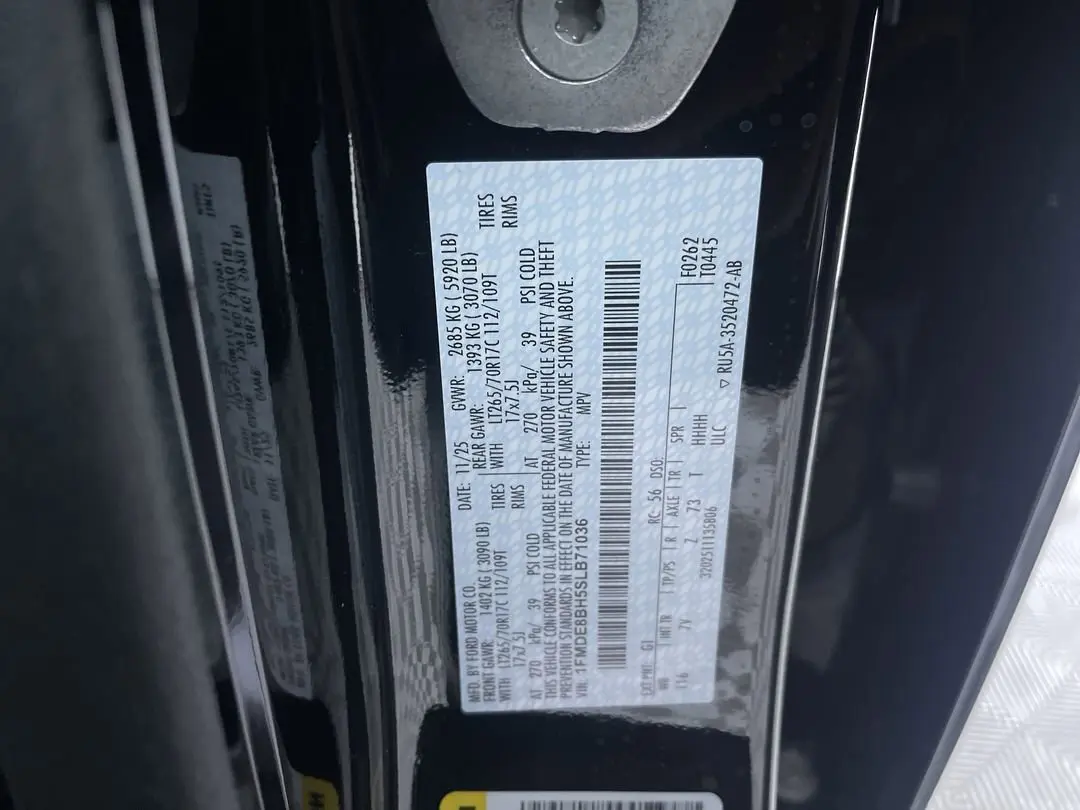 MFD. BY FORD MOTOR CO.
DATE: 11/25 GVWR: 2685 KG ( 5920 LB)
FRONT GAWR: 1402 KG ( 3090 LB)
REAR GAWR: 1393 KG ( 3070 LB)
WITH LT265/70R17C 112/109T TIRES
WITH LT265/70R17C 112/109T TIRES
17x7.5J RIMS
17x7.5J RIMS
AT 270 kPa/ 39 PSI COLD
AT 270 kPa/ 39 PSI COLD
THIS VEHICLE CONFORMS TO ALL APPLICABLE FEDERAL MOTOR VEHICLE SAFETY AND THEFT
PREVENTION STANDARDS IN EFFECT ON THE DATE OF MANUFACTURE SHOWN ABOVE.
VIN: 1FMDE8BH5SLB71036 TYPE: MPV
EXT PNT: G1 RC: 56 DSO:
F0262
WB INT TR TP/PS R AXLE TR SPR
T0445
116 7V Z 73 T HHHH
ULC
3202511135806
▽ RU5A-3520472-AB